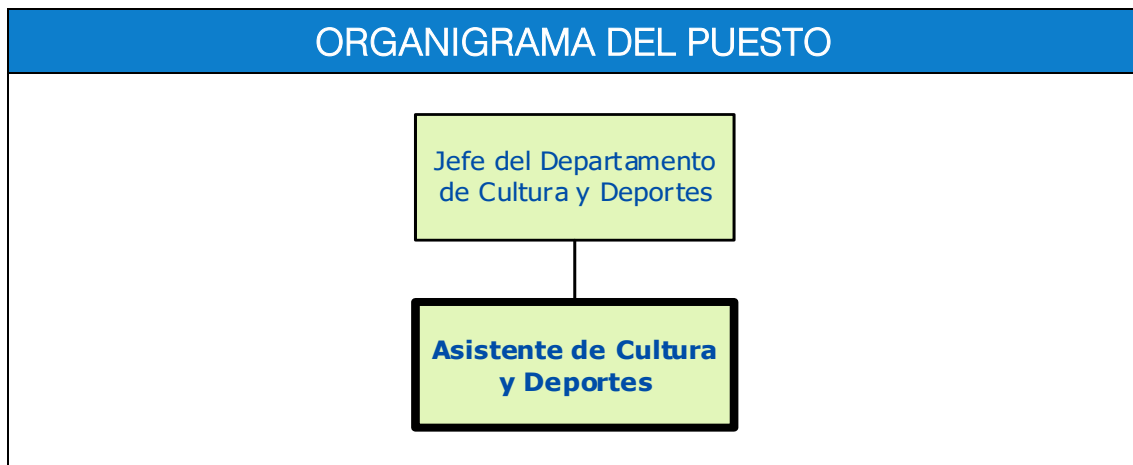 ORGANIGRAMA DEL PUESTO
Jefe del Departamento
de Cultura y Deportes
Asistente de Cultura
y Deportes